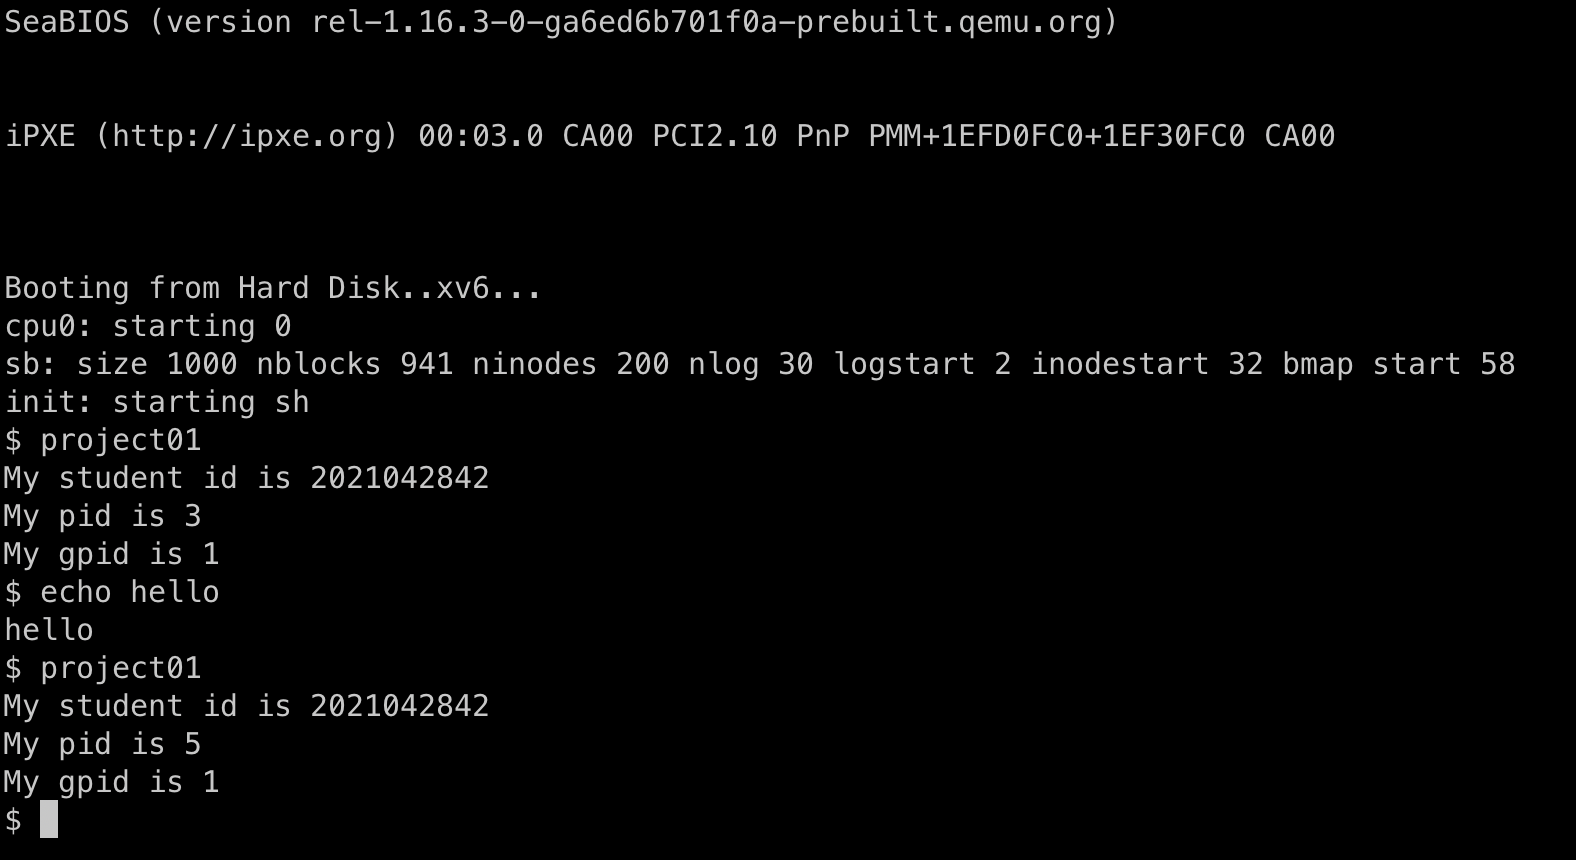 SeaBIOS (version rel-1.16.3-0-ga6ed6b701f0a-prebuilt.qemu.org)
iPXE (http://ipxe.org) 00:03.0 CA00 PCI2.10 PnP PMM+1EFD0FC0+1EF30FC0 CA00
Booting from Hard Disk..xv6...
cpu0: starting 0
sb: size 1000 nblocks 941 ninodes 200 nlog 30 logstart 2 inodestart 32 bmap start 58
init: starting sh
$ project01
My student id is 2021042842
My pid is 3
My gpid is 1
$ echo hello
hello
$ project01
My student id is 2021042842
My pid is 5
My gpid is 1
$